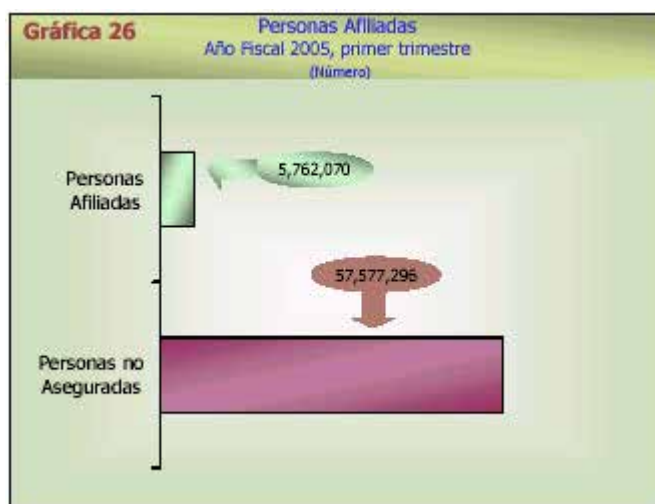 Gráfica 26
Personas Afiliadas
Año Fiscal 2005, primer trimestre
(Número)
Personas
Afiliadas
5,762,070
57,577,296
Personas no
Aseguradas